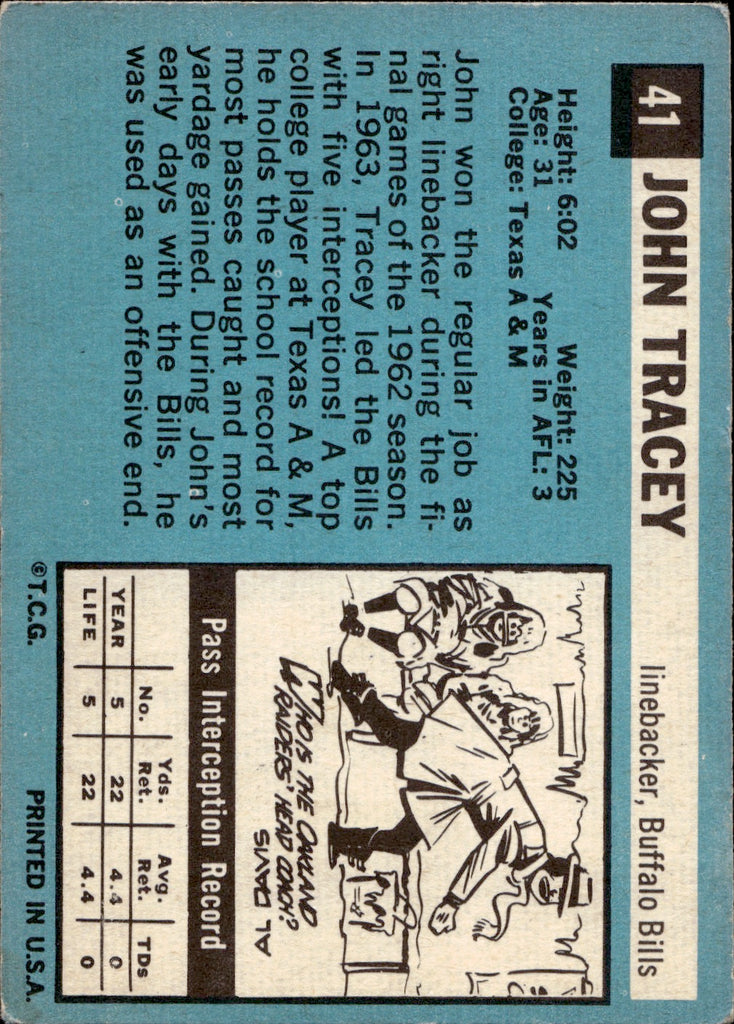 41 JOHN TRACEY linebacker, Buffalo Bills
Height: 6:02 Weight: 225
Age: 31 Years in AFL: 3
College: Texas A & M
John won the regular job as
right linebacker during the fi-
nal games of the 1962 season.
In 1963, Tracey led the Bills
with five interceptions! A top
college player at Texas A & M,
he holds the school record for
most passes caught and most
yardage gained. During John's
early days with the Bills, he
was used as an offensive end.
WHO IS THE OAKLAND
RAIDERS' HEAD COACH?
AL DAVIS
Pass Interception Record
No. Yds. Ret. Avg. Ret. TDs
YEAR 5 22 4.4 0
LIFE 5 22 4.4 0
©T.C.G. PRINTED IN U.S.A.